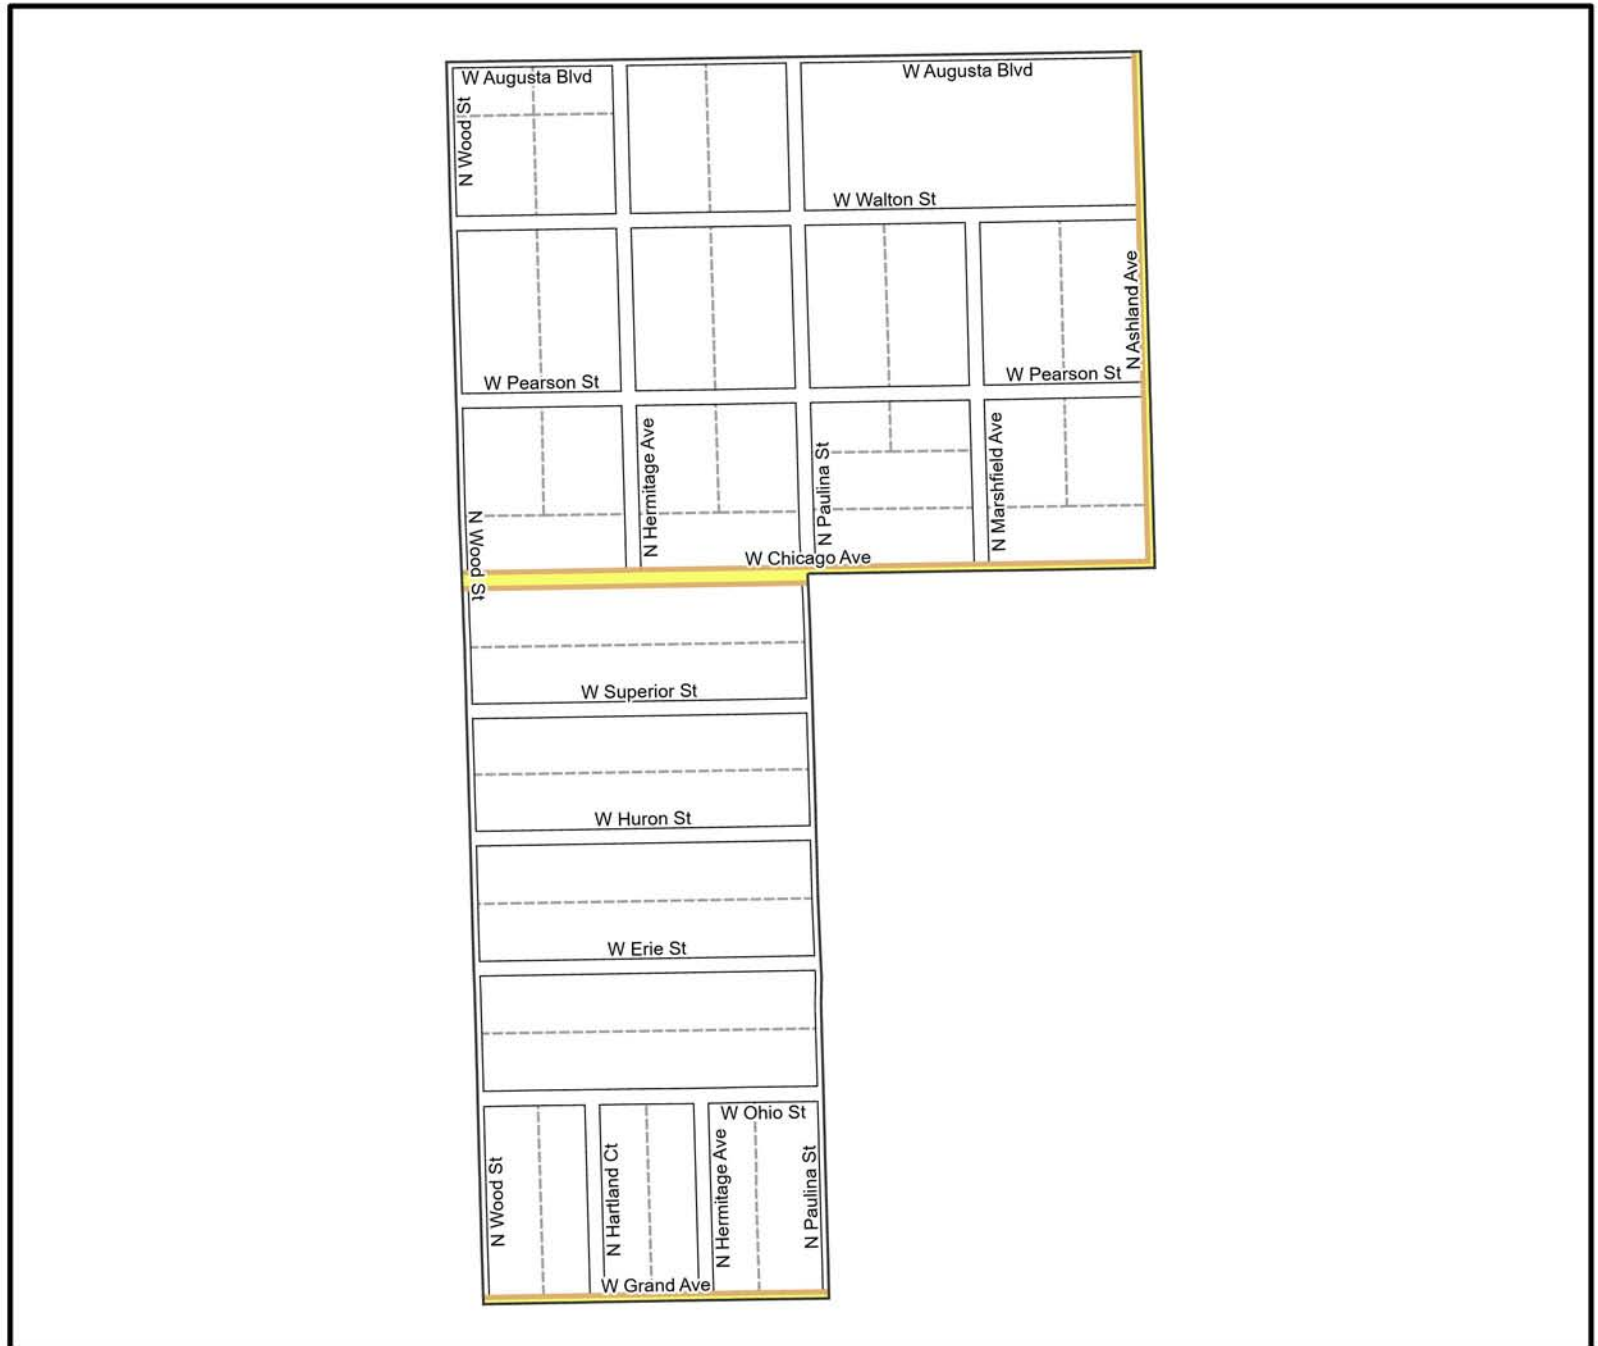 W Augusta Blvd
W Augusta Blvd
N Wood St
W Walton St
N Ashland Ave
W Pearson St
W Pearson St
N Hermitage Ave
N Paulina St
N Marshfield Ave
N Wood St
W Chicago Ave
W Superior St
W Huron St
W Erie St
W Ohio St
N Wood St
N Hartland Ct
N Hermitage Ave
N Paulina St
W Grand Ave